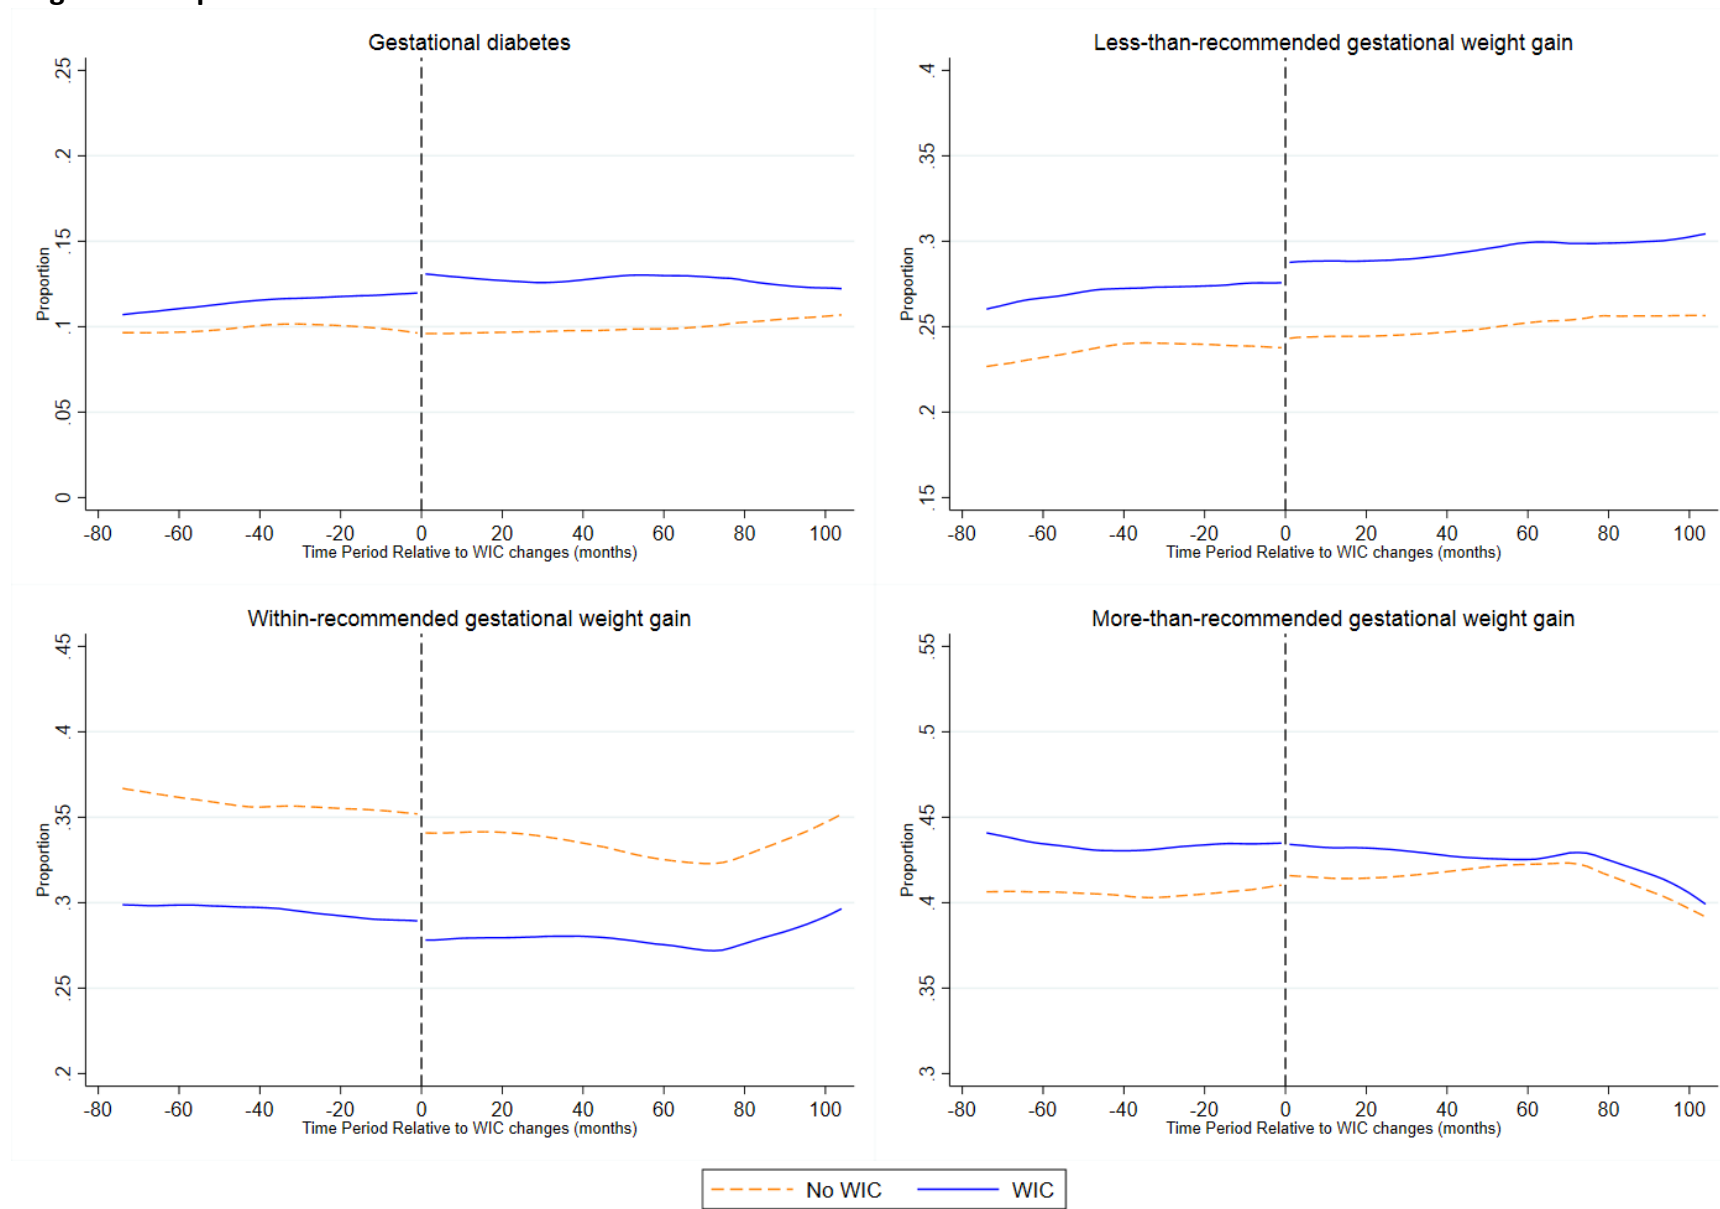 Gestational diabetes
Proportion
.25
.2
.15
.1
.05
0
-80 -60 -40 -20 0 20 40 60 80 100
Time Period Relative to WIC changes (months)
Less-than-recommended gestational weight gain
Proportion
.4
.35
.3
.25
.2
.15
-80 -60 -40 -20 0 20 40 60 80 100
Time Period Relative to WIC changes (months)
Within-recommended gestational weight gain
Proportion
.45
.4
.35
.3
.25
.2
-80 -60 -40 -20 0 20 40 60 80 100
Time Period Relative to WIC changes (months)
More-than-recommended gestational weight gain
Proportion
.55
.5
.45
.4
.35
.3
-80 -60 -40 -20 0 20 40 60 80 100
Time Period Relative to WIC changes (months)
No WIC WIC